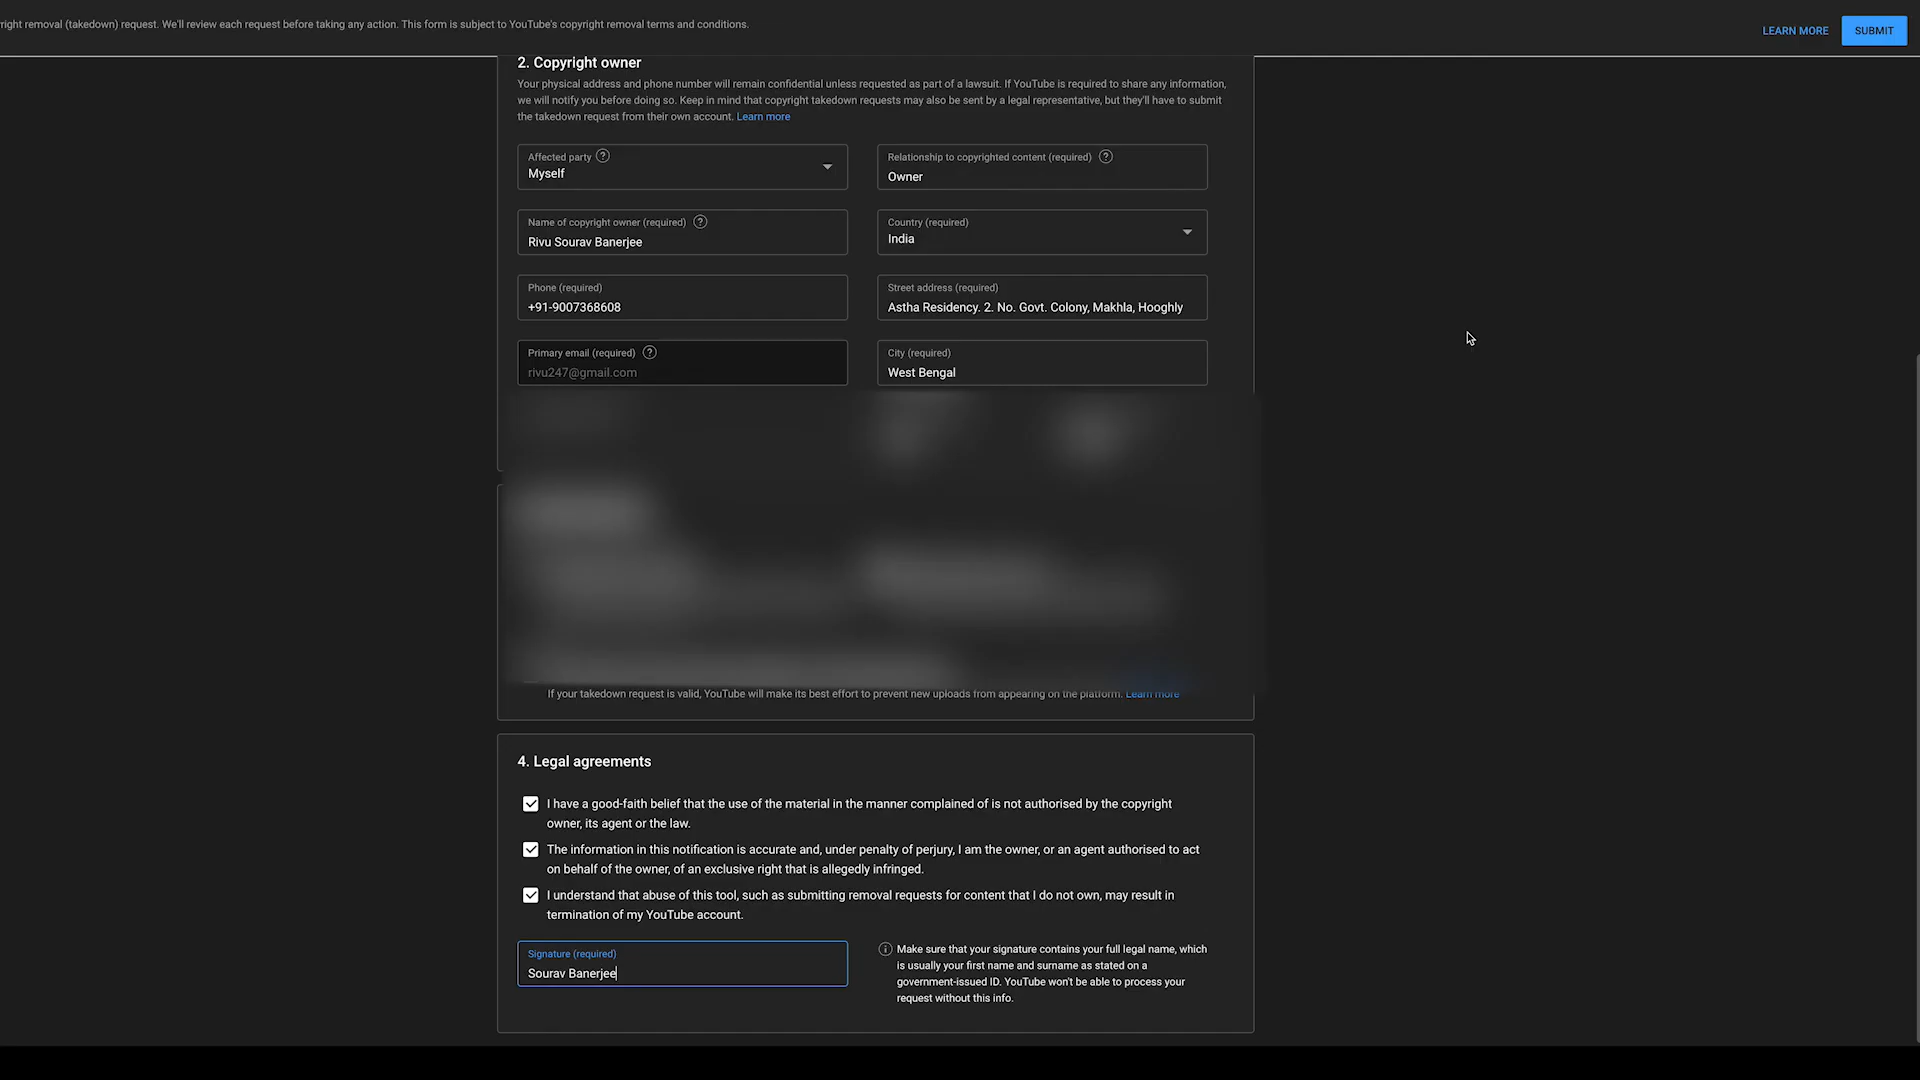 right removal (takedown) request. We'll review each request before taking any action. This form is subject to YouTube's copyright removal terms and conditions.
LEARN MORE
SUBMIT
2. Copyright owner
Your physical address and phone number will remain confidential unless requested as part of a lawsuit. If YouTube is required to share any information,
we will notify you before doing so. Keep in mind that copyright takedown requests may also be sent by a legal representative, but they'll have to submit
the takedown request from their own account. Learn more
Affected party
Myself
Relationship to copyrighted content (required)
Owner
Name of copyright owner (required)
Rivu Sourav Banerjee
Country (required)
India
Phone (required)
+91-9007368608
Street address (required)
Astha Residency. 2. No. Govt. Colony, Makhla, Hooghly
Primary email (required)
rivu247@gmail.com
City (required)
West Bengal
If your takedown request is valid, YouTube will make its best effort to prevent new uploads from appearing on the platform. Learn more
4. Legal agreements
I have a good-faith belief that the use of the material in the manner complained of is not authorised by the copyright
owner, its agent or the law.
The information in this notification is accurate and, under penalty of perjury, I am the owner, or an agent authorised to act
on behalf of the owner, of an exclusive right that is allegedly infringed.
I understand that abuse of this tool, such as submitting removal requests for content that I do not own, may result in
termination of my YouTube account.
Signature (required)
Sourav Banerjee
Make sure that your signature contains your full legal name, which
is usually your first name and surname as stated on a
government-issued ID. YouTube won't be able to process your
request without this info.